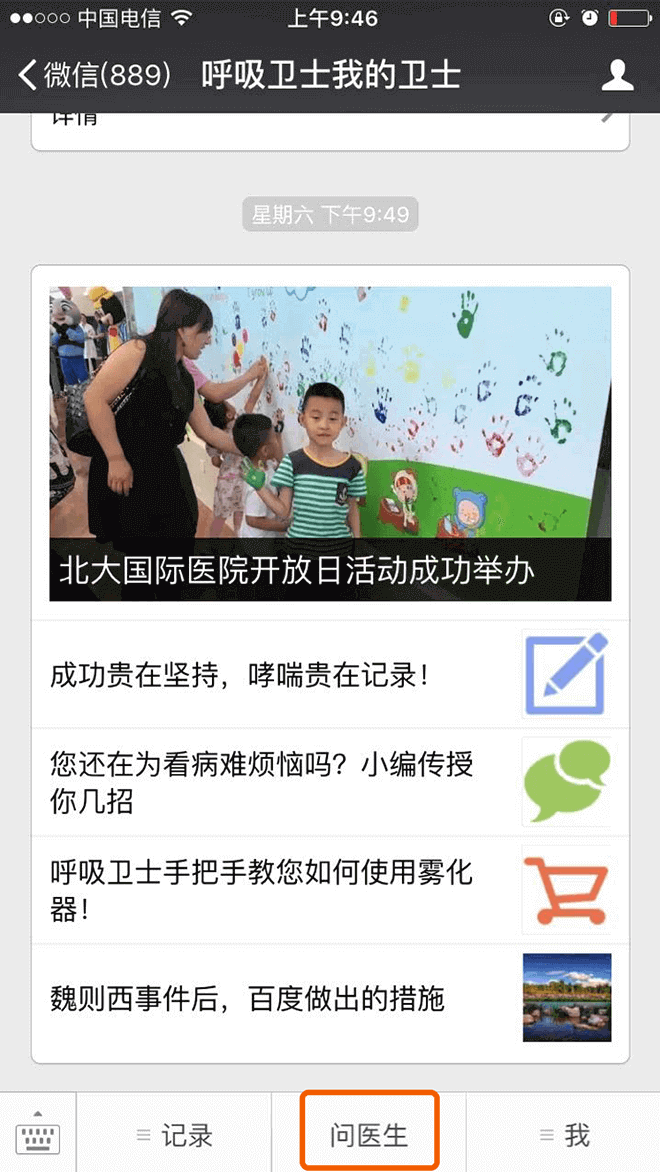 中国电信 上午9:46
微信(889) 呼吸卫士我的卫士
详情
星期六 下午9:49
北大国际医院开放日活动成功举办
成功贵在坚持，哮喘贵在记录！
您还在为看病难烦恼吗？小编传授
你几招
呼吸卫士手把手教您如何使用雾化
器！
魏则西事件后，百度做出的措施
记录 问医生 我